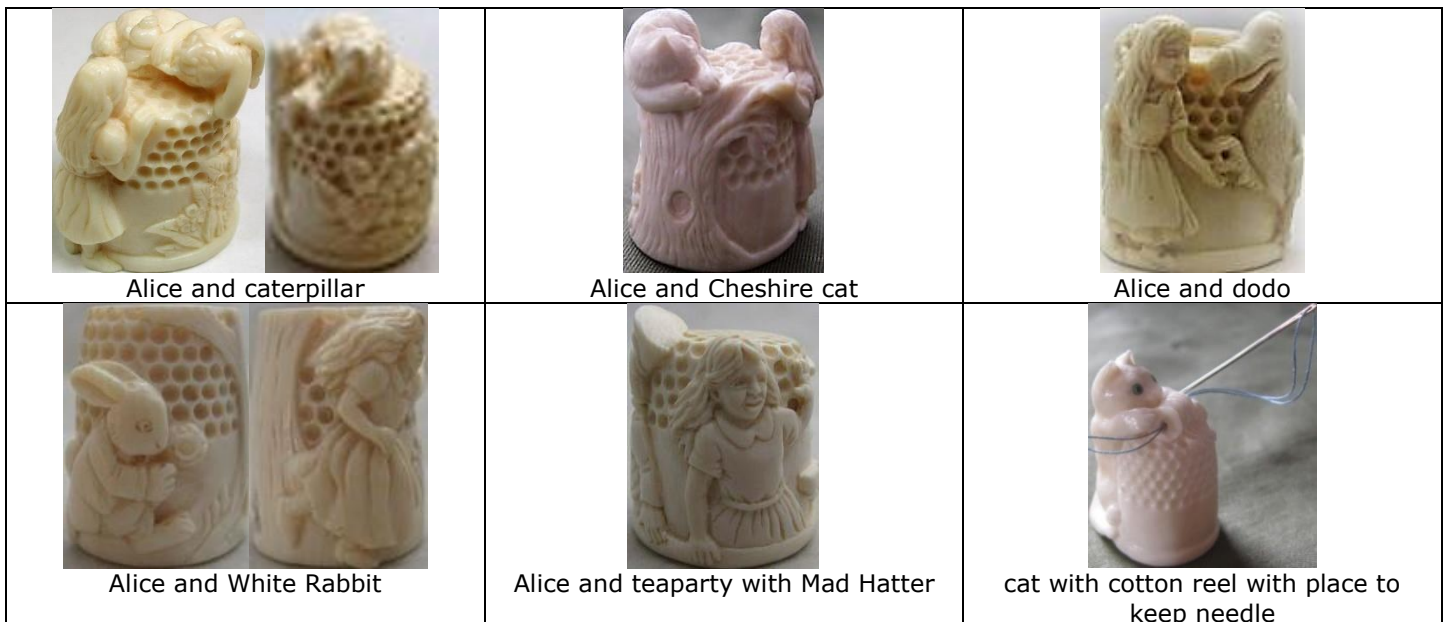 Alice and caterpillar
Alice and Cheshire cat
Alice and dodo
Alice and White Rabbit
Alice and teaparty with Mad Hatter
cat with cotton reel with place to
keep needle